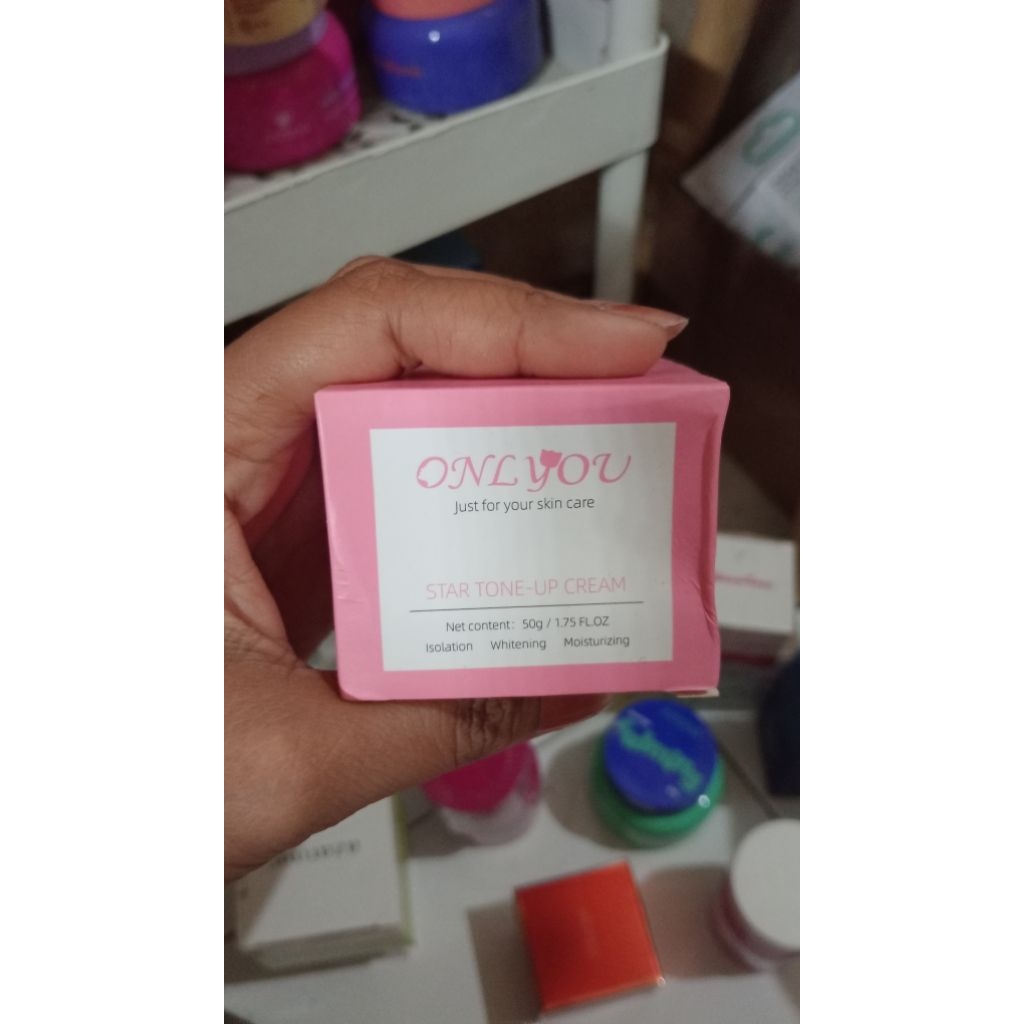 ONLYOU
Just for your skin care
STAR TONE-UP CREAM
Net content: 50g / 1.75 FL.OZ
Isolation Whitening Moisturizing